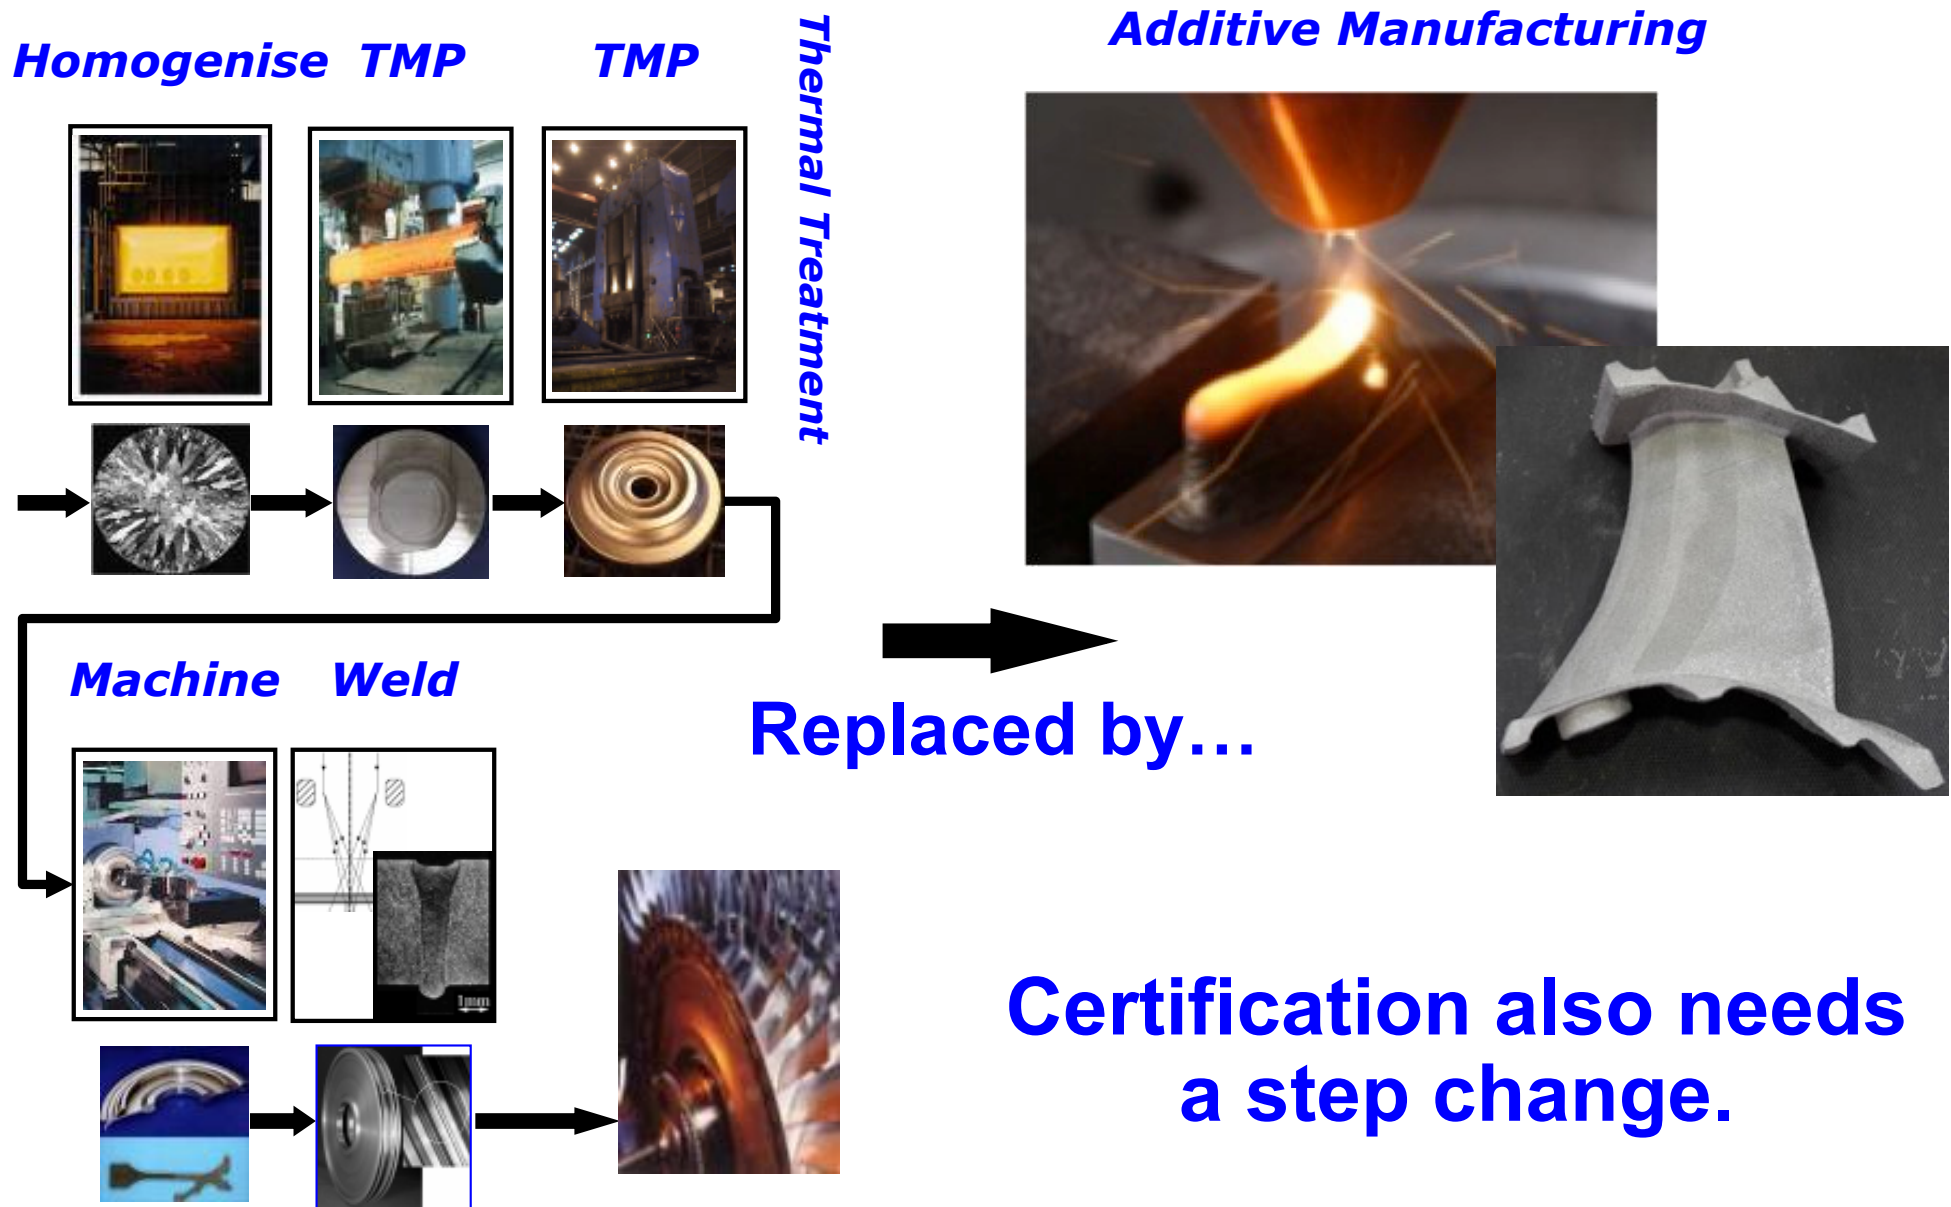 Homogenise TMP TMP
Thermal Treatment
Additive Manufacturing
Machine Weld
Replaced by…
1mm
Certification also needs
a step change.